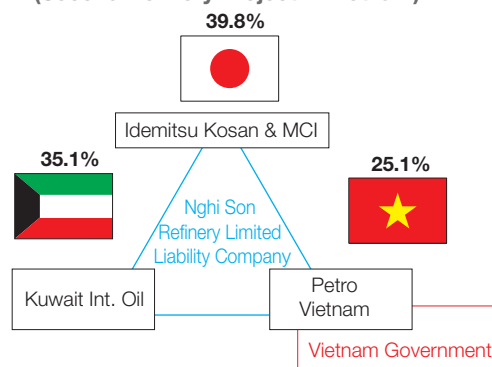 39.8%
Idemitsu Kosan & MCI
35.1%
25.1%
Nghi Son
Refinery Limited
Liability Company
Kuwait Int. Oil
Petro
Vietnam
Vietnam Government